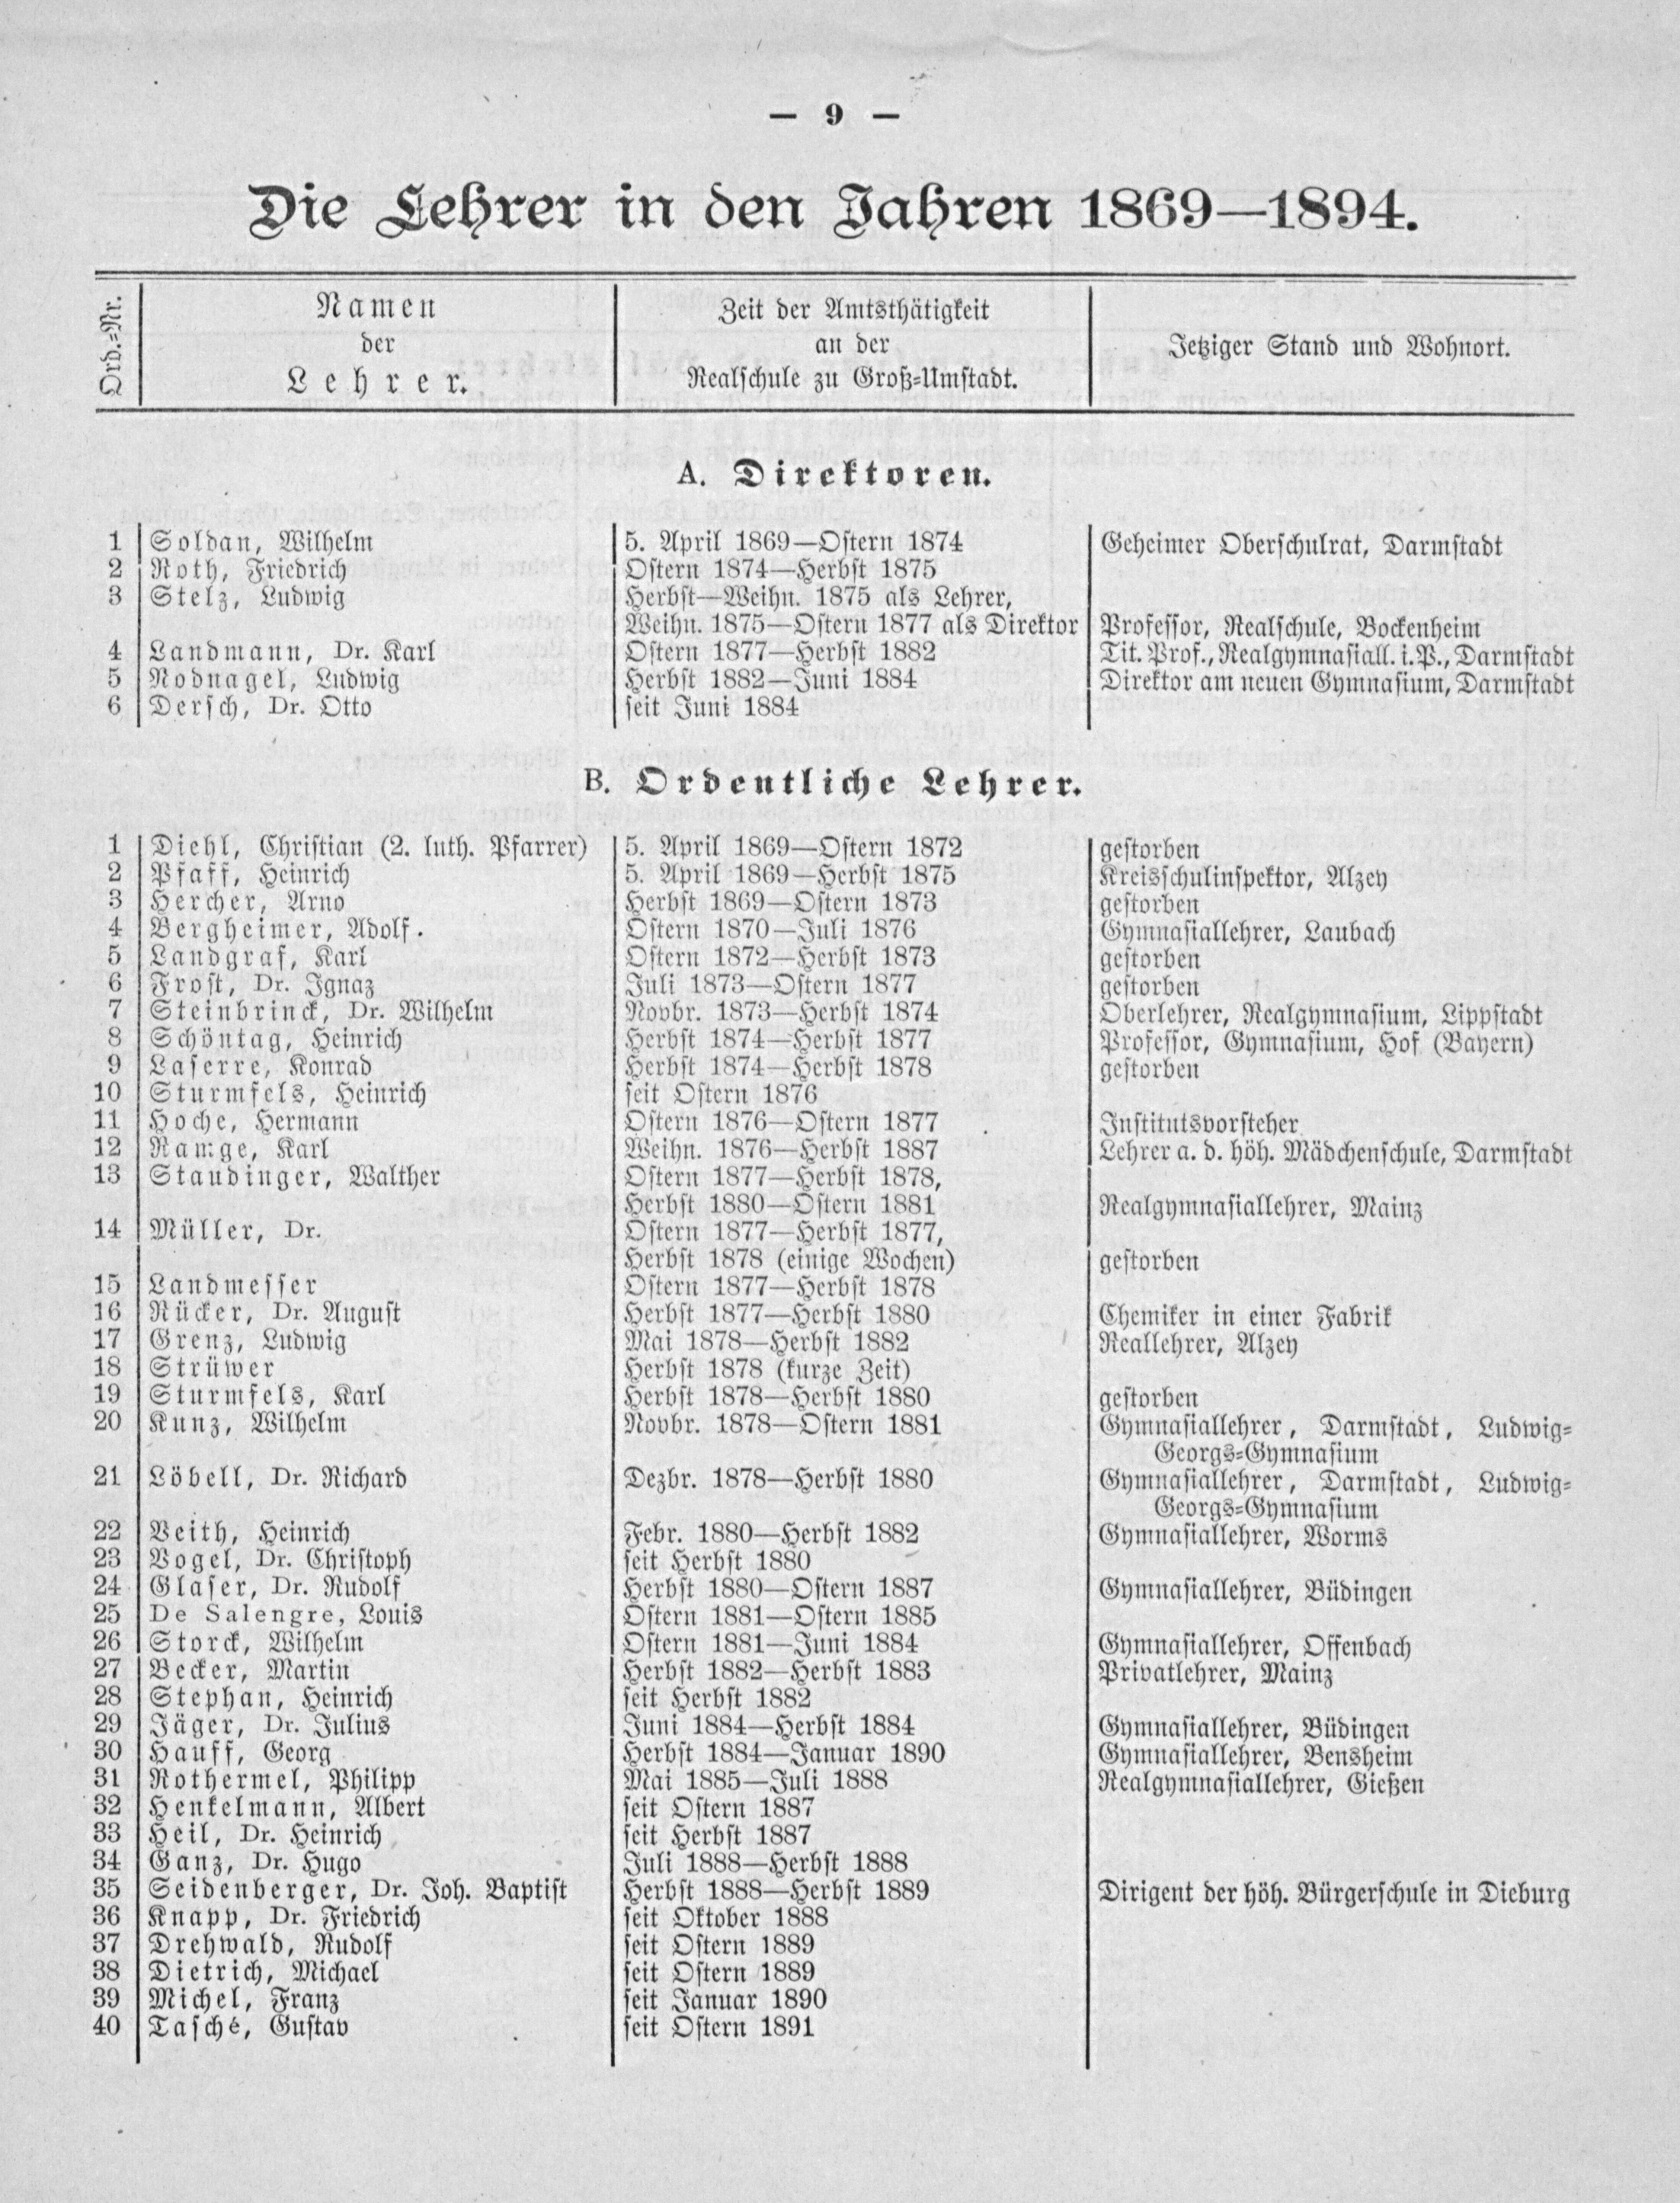 — 9 —
Die Lehrer in den Jahren 1869—1894.
Ord.=Nr.
Namen
der
Lehrer.
Zeit der Amtsthätigkeit
an der
Realschule zu Groß=Umstadt.
Jetziger Stand und Wohnort.
A. Direktoren.
1 Soldan, Wilhelm 5. April 1869—Ostern 1874 Geheimer Oberschulrat, Darmstadt
2 Roth, Friedrich Ostern 1874—Herbst 1875
3 Stelz, Ludwig Herbst—Weihn. 1875 als Lehrer,
Weihn. 1875—Ostern 1877 als Direktor Professor, Realschule, Bockenheim
4 Landmann, Dr. Karl Ostern 1877—Herbst 1882 Tit. Prof., Realgymnasiall. i. P., Darmstadt
5 Nodnagel, Ludwig Herbst 1882—Juni 1884 Direktor am neuen Gymnasium, Darmstadt
6 Dersch, Dr. Otto seit Juni 1884
B. Ordentliche Lehrer.
1 Diehl, Christian (2. luth. Pfarrer) 5. April 1869—Ostern 1872 gestorben
2 Pfaff, Heinrich 5. April 1869—Herbst 1875 Kreisschulinspektor, Alzey
3 Hercher, Arno Herbst 1869—Ostern 1873 gestorben
4 Bergheimer, Adolf. Ostern 1870—Juli 1876 Gymnasiallehrer, Laubach
5 Landgraf, Karl Ostern 1872—Herbst 1873 gestorben
6 Frost, Dr. Ignaz Juli 1873—Ostern 1877 gestorben
7 Steinbrinck, Dr. Wilhelm Novbr. 1873—Herbst 1874 Oberlehrer, Realgymnasium, Lippstadt
8 Schöntag, Heinrich Herbst 1874—Herbst 1877 Professor, Gymnasium, Hof (Bayern)
9 Laserre, Konrad Herbst 1874—Herbst 1878 gestorben
10 Sturmfels, Heinrich seit Ostern 1876
11 Hoche, Hermann Ostern 1876—Ostern 1877 Institutsvorsteher
12 Ramge, Karl Weihn. 1876—Herbst 1887 Lehrer a. d. höh. Mädchenschule, Darmstadt
13 Staudinger, Walther Ostern 1877—Herbst 1878,
Herbst 1880—Ostern 1881 Realgymnasiallehrer, Mainz
14 Müller, Dr. Ostern 1877—Herbst 1877,
Herbst 1878 (einige Wochen) gestorben
15 Landmesser Ostern 1877—Herbst 1878
16 Rücker, Dr. August Herbst 1877—Herbst 1880 Chemiker in einer Fabrik
17 Grenz, Ludwig Mai 1878—Herbst 1882 Reallehrer, Alzey
18 Strüwer Herbst 1878 (kurze Zeit)
19 Sturmfels, Karl Herbst 1878—Herbst 1880 gestorben
20 Kunz, Wilhelm Novbr. 1878—Ostern 1881 Gymnasiallehrer, Darmstadt, Ludwig=
Georgs=Gymnasium
21 Löbell, Dr. Richard Dezbr. 1878—Herbst 1880 Gymnasiallehrer, Darmstadt, Ludwig=
Georgs=Gymnasium
22 Veith, Heinrich Febr. 1880—Herbst 1882 Gymnasiallehrer, Worms
23 Vogel, Dr. Christoph seit Herbst 1880
24 Glaser, Dr. Rudolf Herbst 1880—Ostern 1887 Gymnasiallehrer, Büdingen
25 De Salengre, Louis Ostern 1881—Ostern 1885
26 Storck, Wilhelm Ostern 1881—Juni 1884 Gymnasiallehrer, Offenbach
27 Becker, Martin Herbst 1882—Herbst 1883 Privatlehrer, Mainz
28 Stephan, Heinrich seit Herbst 1882
29 Jäger, Dr. Julius Juni 1884—Herbst 1884 Gymnasiallehrer, Büdingen
30 Hauff, Georg Herbst 1884—Januar 1890 Gymnasiallehrer, Bensheim
31 Rothermel, Philipp Mai 1885—Juli 1888 Realgymnasiallehrer, Gießen
32 Henkelmann, Albert seit Ostern 1887
33 Heil, Dr. Heinrich seit Herbst 1887
34 Ganz, Dr. Hugo Juli 1888—Herbst 1888
35 Seidenberger, Dr. Joh. Baptist Herbst 1888—Herbst 1889 Dirigent der höh. Bürgerschule in Dieburg
36 Knapp, Dr. Friedrich seit Oktober 1888
37 Drehwald, Rudolf seit Ostern 1889
38 Dietrich, Michael seit Ostern 1889
39 Michel, Franz seit Januar 1890
40 Tasché, Gustav seit Ostern 1891